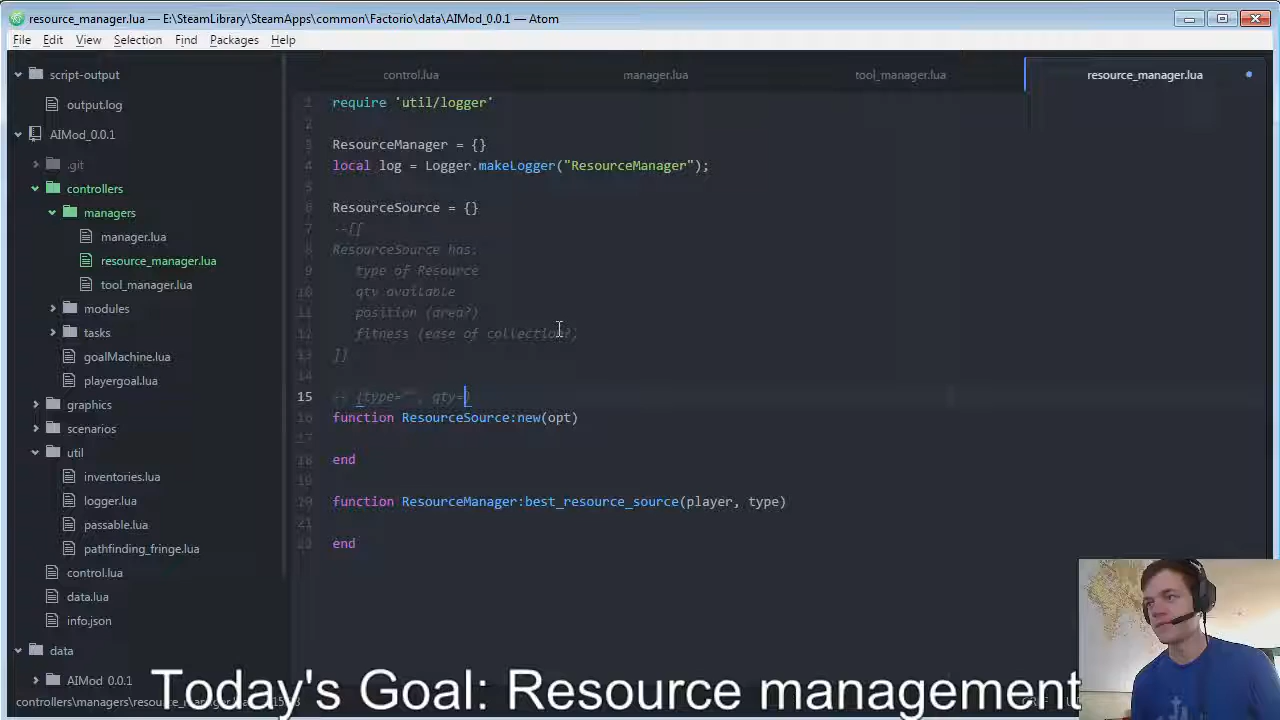 resource_manager.lua — E:\SteamLibrary\SteamApps\common\Factorio\data\AIMod_0.0.1 — Atom
File Edit View Selection Find Packages Help
script-output
output.log
AIMod_0.0.1
.git
controllers
managers
manager.lua
resource_manager.lua
tool_manager.lua
modules
tasks
goalMachine.lua
playergoal.lua
graphics
scenarios
util
inventories.lua
logger.lua
passable.lua
pathfinding_fringe.lua
control.lua
data.lua
info.json
data
AIMod_0.0.1
control.lua manager.lua tool_manager.lua resource_manager.lua
1 require 'util/logger'
2
3 ResourceManager = {}
4 local log = Logger.makeLogger("ResourceManager");
5
6 ResourceSource = {}
7 --[[
8 ResourceSource has:
9 type of Resource
10 qty available
11 position (area?)
12 fitness (ease of collection?)
13 ]]
14
15 -- {type="", qty=}
16 function ResourceSource:new(opt)
17
18 end
19
20 function ResourceManager:best_resource_source(player, type)
21
22 end
Today's Goal: Resource management